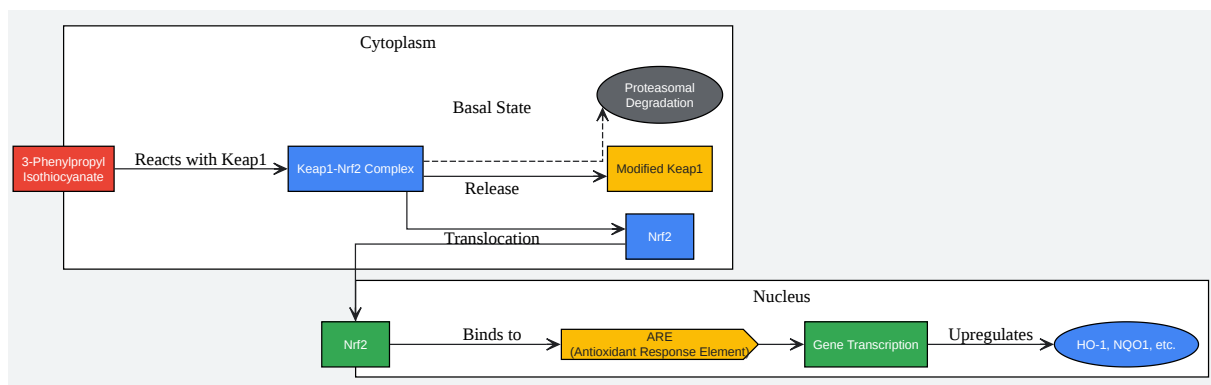 Cytoplasm
Proteasomal
Degradation
Basal State
3-Phenylpropyl
Isothiocyanate
Reacts with Keap1
Keap1-Nrf2 Complex
Modified Keap1
Release
Nrf2
Translocation
Nucleus
Nrf2
Binds to
ARE
(Antioxidant Response Element)
Gene Transcription
Upregulates
HO-1, NQO1, etc.